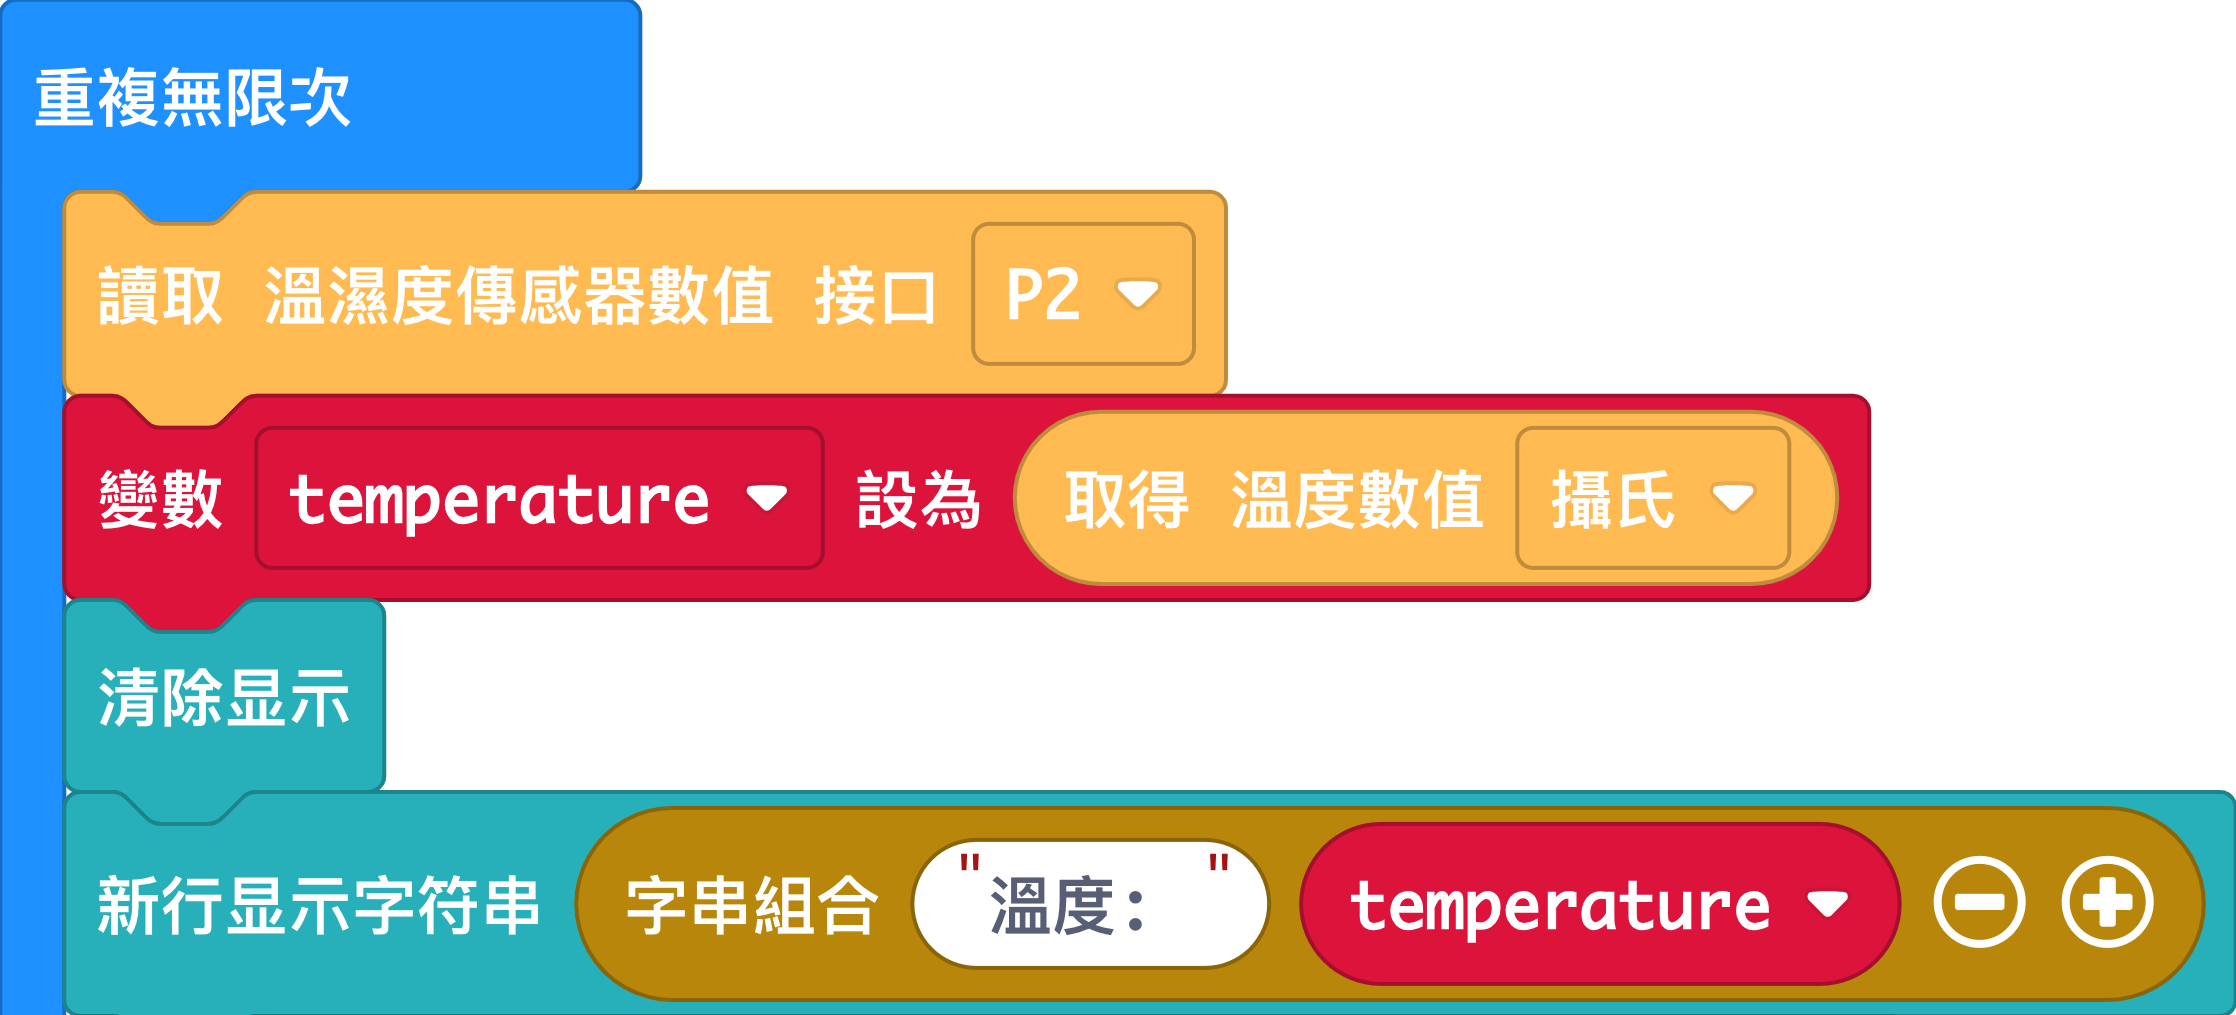 重複無限次
讀取 溫濕度傳感器數值 接口 P2
變數 temperature 設為 取得 溫度數值 攝氏
清除显示
新行显示字符串 字串組合 "溫度: " temperature